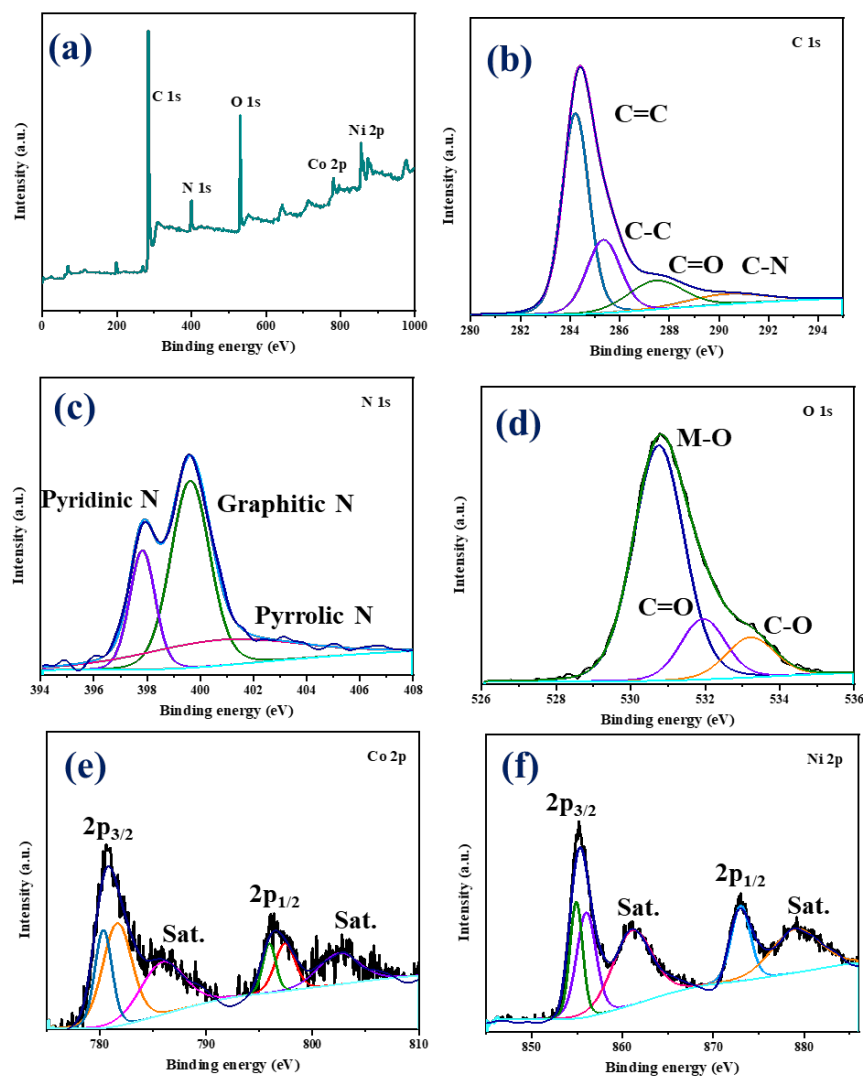 (a)
C 1s
O 1s
N 1s
Co 2p
Ni 2p
Intensity (a.u.)
0 200 400 600 800 1000
Binding energy (eV)
(b)
C 1s
C=C
C-C
C=O
C-N
Intensity (a.u.)
280 282 284 286 288 290 292 294
Binding energy (eV)
(c)
N 1s
Pyridinic N
Graphitic N
Pyrrolic N
Intensity (a.u.)
394 396 398 400 402 404 406 408
Binding energy (eV)
(d)
O 1s
M-O
C=O
C-O
Intensity (a.u.)
526 528 530 532 534 536
Binding energy (eV)
(e)
Co 2p
2p3/2
Sat.
2p1/2
Sat.
Intensity (a.u.)
780 790 800 810
Binding energy (eV)
(f)
Ni 2p
2p3/2
Sat.
2p1/2
Sat.
Intensity (a.u.)
850 860 870 880
Binding energy (eV)